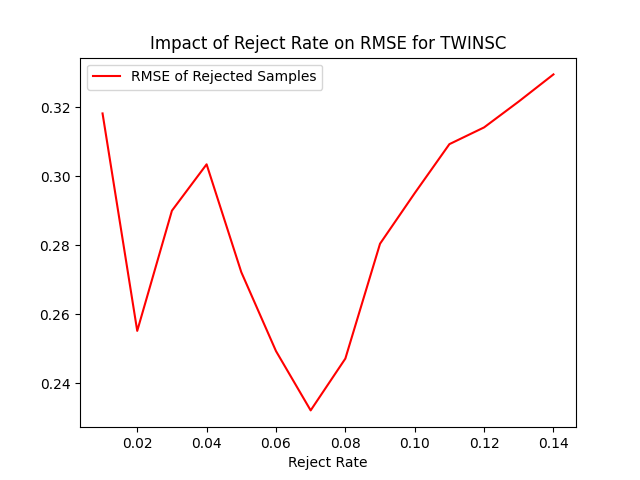 Impact of Reject Rate on RMSE for TWINSC
RMSE of Rejected Samples
0.32
0.30
0.28
0.26
0.24
0.02 0.04 0.06 0.08 0.10 0.12 0.14
Reject Rate